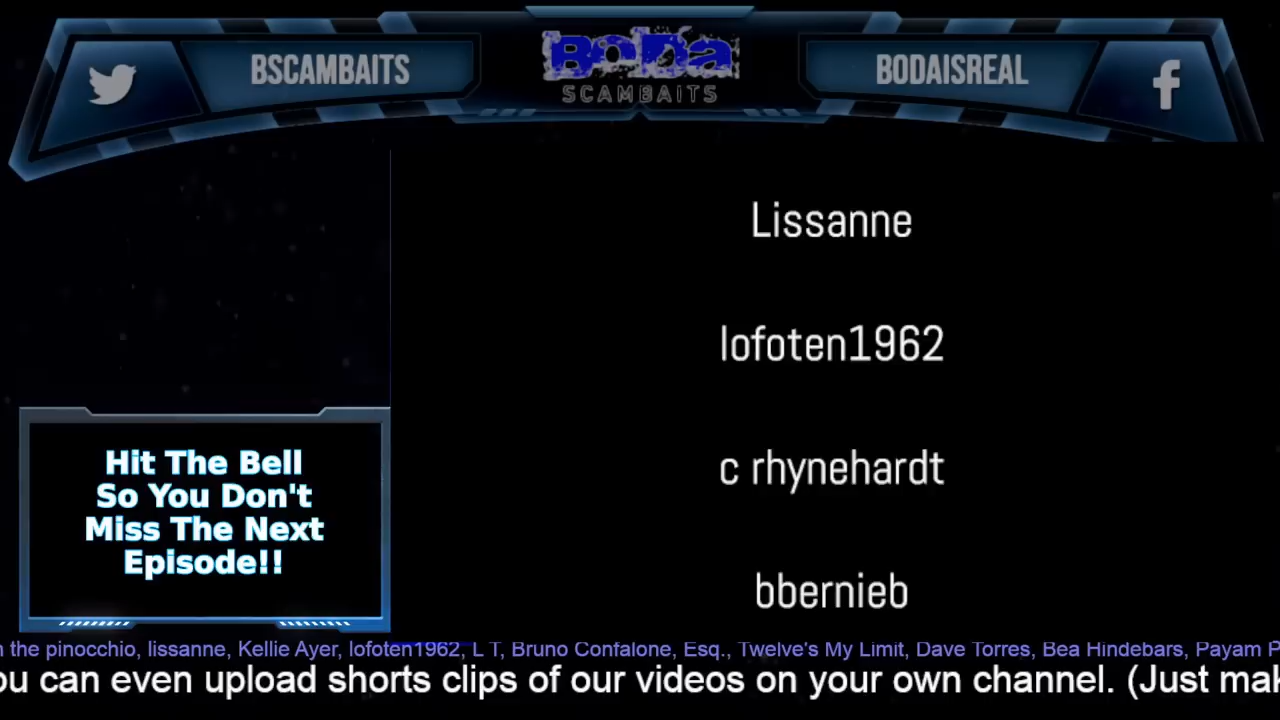 BSCAMBAITS
BoDa
SCAMBAITS
BODAISREAL
Lissanne
lofoten1962
c rhynehardt
bbernieb
Hit The Bell
So You Don't
Miss The Next
Episode!!
the pinocchio, lissanne, Kellie Ayer, lofoten1962, L T, Bruno Confalone, Esq., Twelve's My Limit, Dave Torres, Bea Hindebars, Payam
can even upload shorts clips of our videos on your own channel. (Just